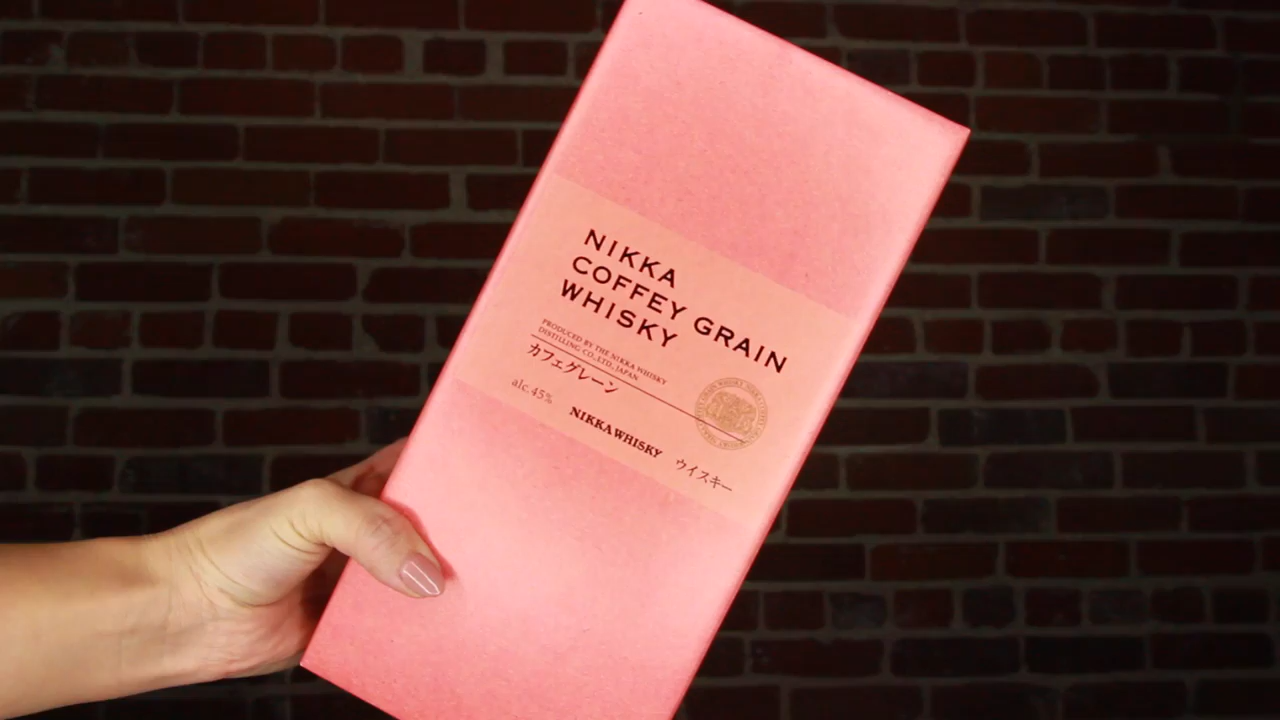 NIKKA
COFFEY GRAIN
WHISKY
PRODUCED BY THE NIKKA WHISKY
DISTILLING CO., LTD., JAPAN
カフェグレーン
alc.45%
NIKKA WHISKY
ウイスキー